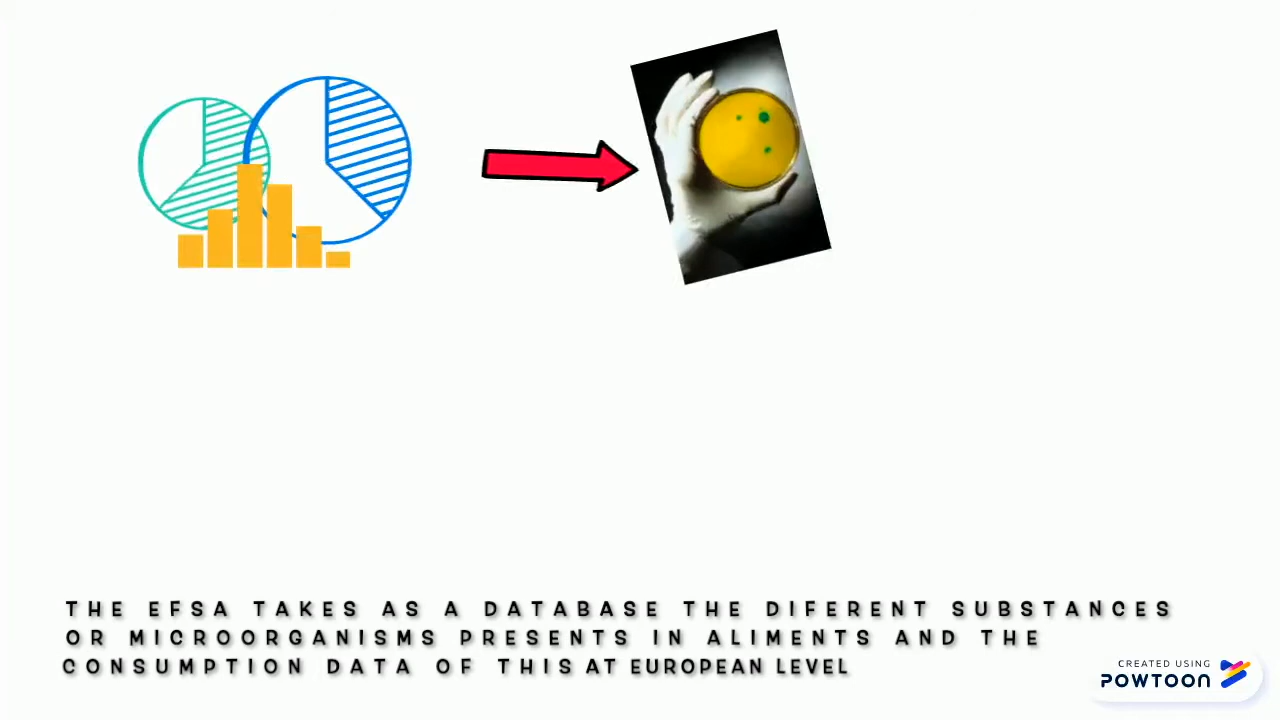 THE EFSA TAKES AS A DATABASE THE DIFERENT SUBSTANCES
OR MICROORGANISMS PRESENTS IN ALIMENTS AND THE
CONSUMPTION DATA OF THIS AT EUROPEAN LEVEL
CREATED USING
POWTOON